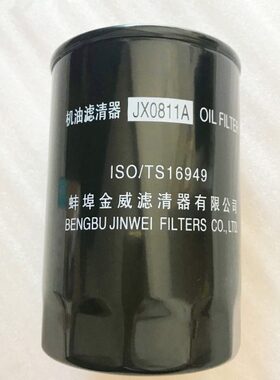 机油滤清器 JX0811A OIL FILTER
ISO/TS16949
蚌埠金威滤清器有限公司
BENGBU JINWEI FILTERS CO.,LTD